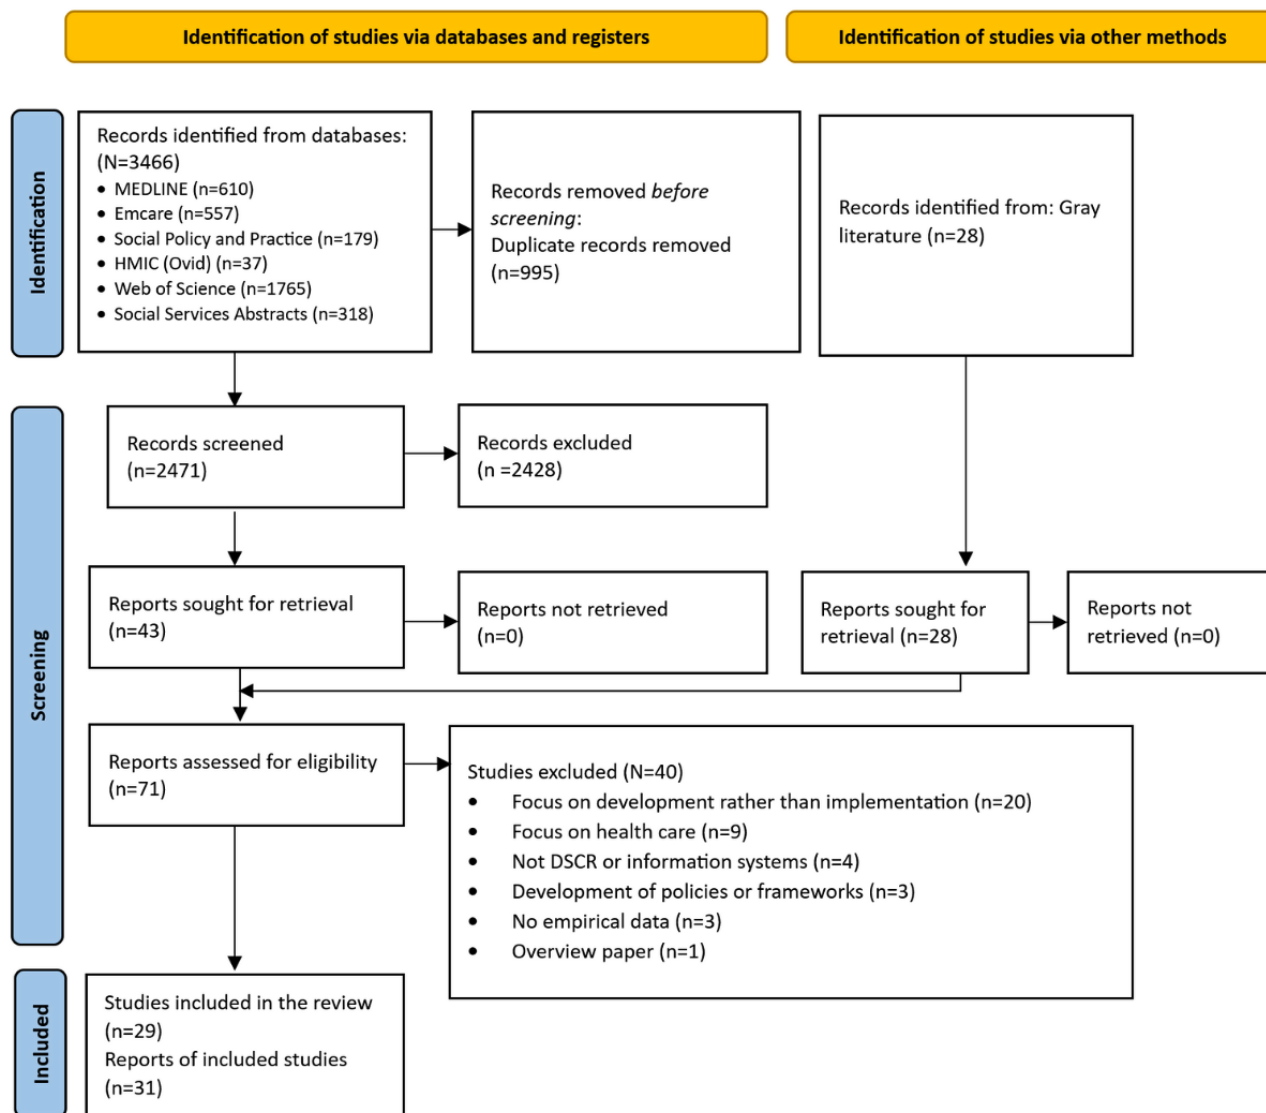 Identification of studies via databases and registers
Identification of studies via other methods
Identification
Records identified from databases:
(N=3466)
• MEDLINE (n=610)
• Emcare (n=557)
• Social Policy and Practice (n=179)
• HMIC (Ovid) (n=37)
• Web of Science (n=1765)
• Social Services Abstracts (n=318)
Records removed before
screening:
Duplicate records removed
(n=995)
Records identified from: Gray
literature (n=28)
Screening
Records screened
(n=2471)
Records excluded
(n =2428)
Reports sought for retrieval
(n=43)
Reports not retrieved
(n=0)
Reports sought for
retrieval (n=28)
Reports not
retrieved (n=0)
Reports assessed for eligibility
(n=71)
Studies excluded (N=40)
• Focus on development rather than implementation (n=20)
• Focus on health care (n=9)
• Not DSCR or information systems (n=4)
• Development of policies or frameworks (n=3)
• No empirical data (n=3)
• Overview paper (n=1)
Included
Studies included in the review
(n=29)
Reports of included studies
(n=31)